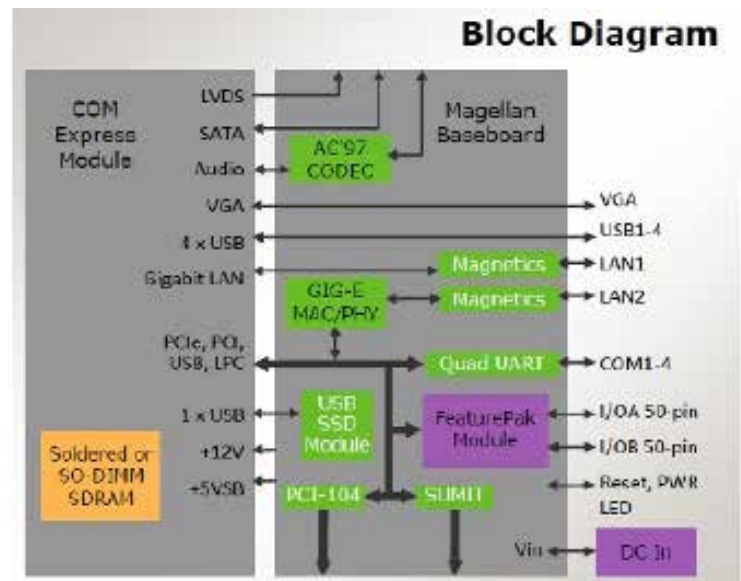 Block Diagram
COM
Express
Module
LVDS
SATA
Audio
VGA
4 x USB
Gigabit LAN
PCIe, PCI,
USB, LPC
1 x USB
+12V
+5VSB
Soldered or
SO-DIMM
SDRAM
Magellan
Baseboard
AC'97
CODEC
Magnetics
GIG-E
MAC/PHY
Magnetics
Quad UART
USB
SSD
Module
FeaturePak
Module
PCI-104
SUMIT
Vin
VGA
USB1-4
LAN1
LAN2
COM1-4
I/OA 50-pin
I/OB 50-pin
Reset, PWR
LED
DC In